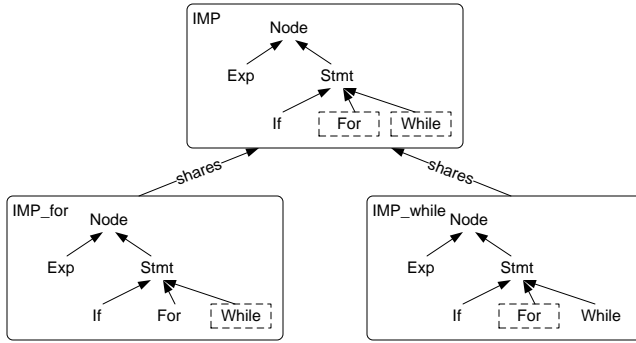 IMP
Node
Exp Stmt
If For While
shares shares
IMP_for IMP_while
Node Node
Exp Stmt Exp Stmt
If For While If For While